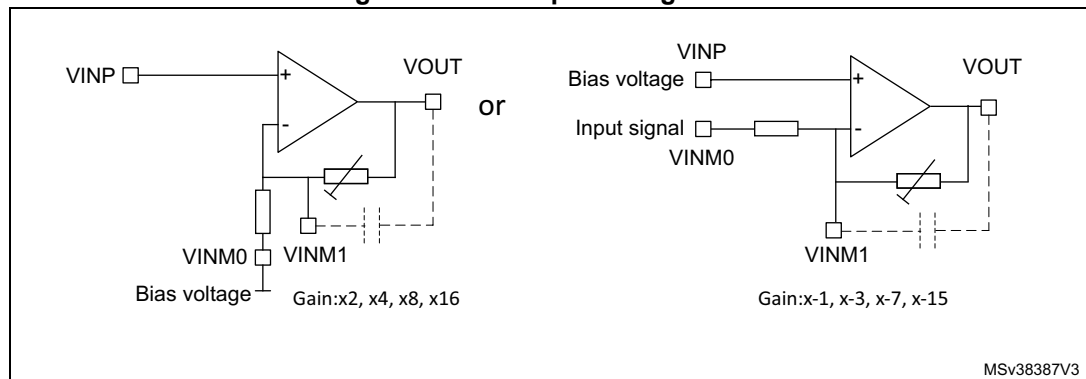 VINP
+
-
VOUT
VINM0
VINM1
Bias voltage
Gain:x2, x4, x8, x16
or
VINP
Bias voltage
Input signal
VINM0
+
-
VOUT
VINM1
Gain:x-1, x-3, x-7, x-15
MSv38387V3